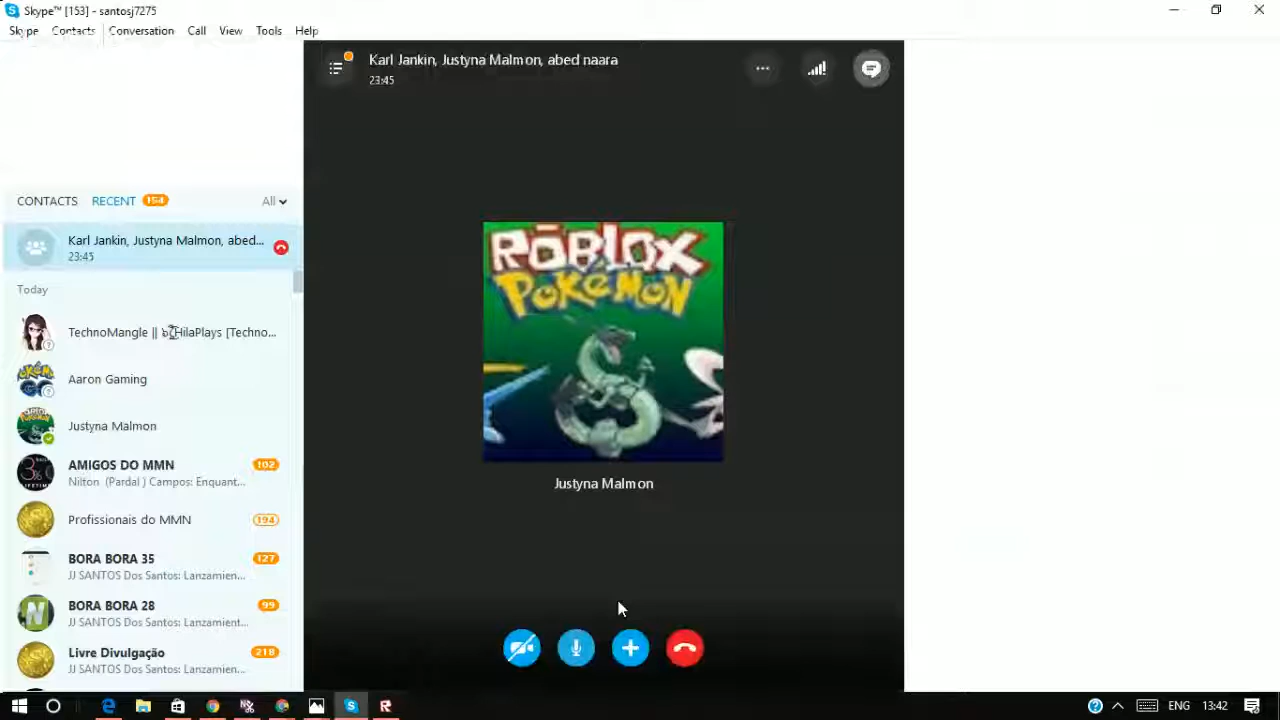 Skype™ [153] - santosj7275
Skype Contacts Conversation Call View Tools Help
Karl Jankin, Justyna Malmon, abed naara
23:45
CONTACTS RECENT 154 All
Karl Jankin, Justyna Malmon, abed...
23:45
Today
TechnoMangle || HilaPlays [Techno...
Aaron Gaming
Justyna Malmon
AMIGOS DO MMN 102
Nilton (Pardal ) Campos: Enquant...
Profissionais do MMN 194
BORA BORA 35 127
JJ SANTOS Dos Santos: Lanzamien...
BORA BORA 28 99
JJ SANTOS Dos Santos: Lanzamient...
Livre Divulgação 218
JJ SANTOS Dos Santos: Lanzamien...
ROBLOX
POKéMON
Justyna Malmon
ENG 13:42